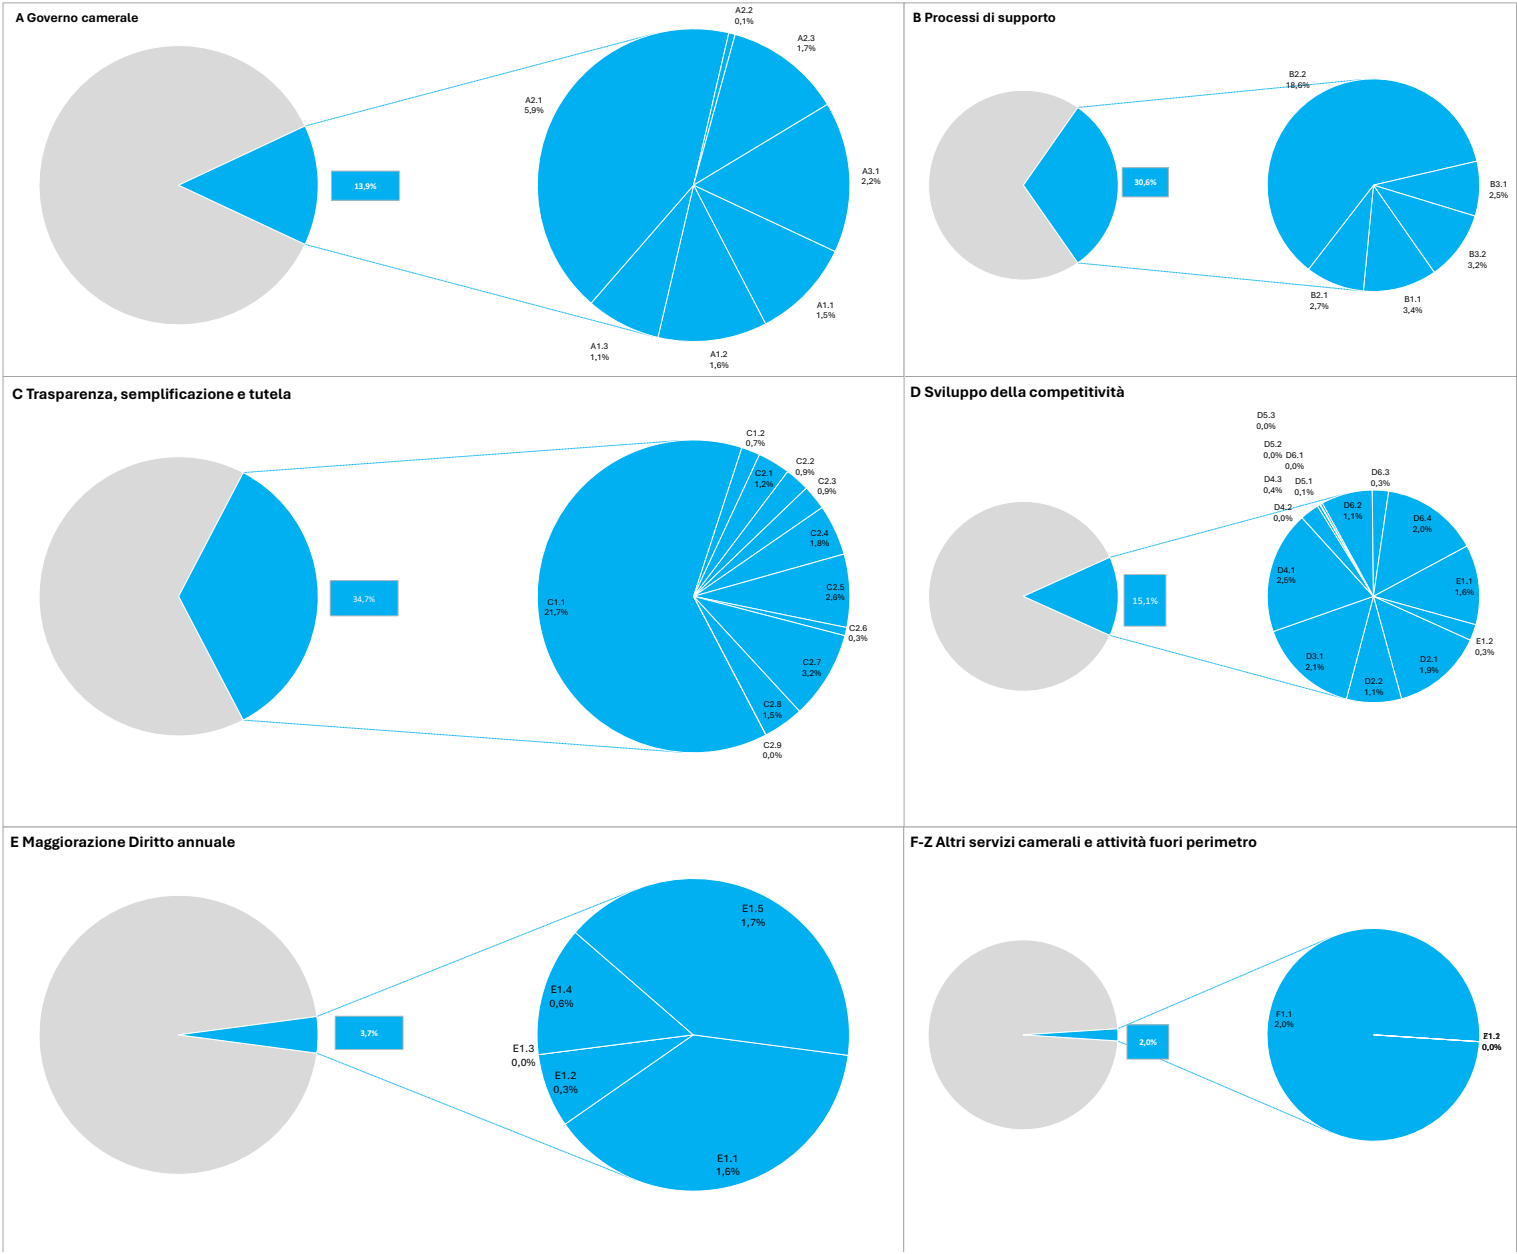 A Governo camerale
A2.2
0,1%
A2.3
1,7%
A2.1
5,9%
A3.1
2,2%
13,9%
A1.1
1,5%
A1.3
1,1%
A1.2
1,6%
B Processi di supporto
B2.2
18,6%
30,6%
B3.1
2,5%
B3.2
3,2%
B2.1
2,7%
B1.1
3,4%
C Trasparenza, semplificazione e tutela
C1.2
0,7%
C2.1
1,2%
C2.2
0,9%
C2.3
0,9%
C2.4
1,8%
C2.5
2,6%
34,7%
C1.1
21,7%
C2.6
0,3%
C2.7
3,2%
C2.8
1,5%
C2.9
0,0%
D Sviluppo della competitività
D5.3
0,0%
D5.2
0,0%
D6.1
0,0%
D4.3
0,4%
D5.1
0,1%
D6.3
0,3%
D4.2
0,0%
D6.2
1,1%
D6.4
2,0%
D4.1
2,5%
E1.1
1,6%
15,1%
E1.2
0,3%
D3.1
2,1%
D2.1
1,9%
D2.2
1,1%
E Maggiorazione Diritto annuale
E1.5
1,7%
E1.4
0,6%
3,7%
E1.3
0,0%
E1.2
0,3%
E1.1
1,6%
F-Z Altri servizi camerali e attività fuori perimetro
F1.1
2,0%
2,0%
0,0%